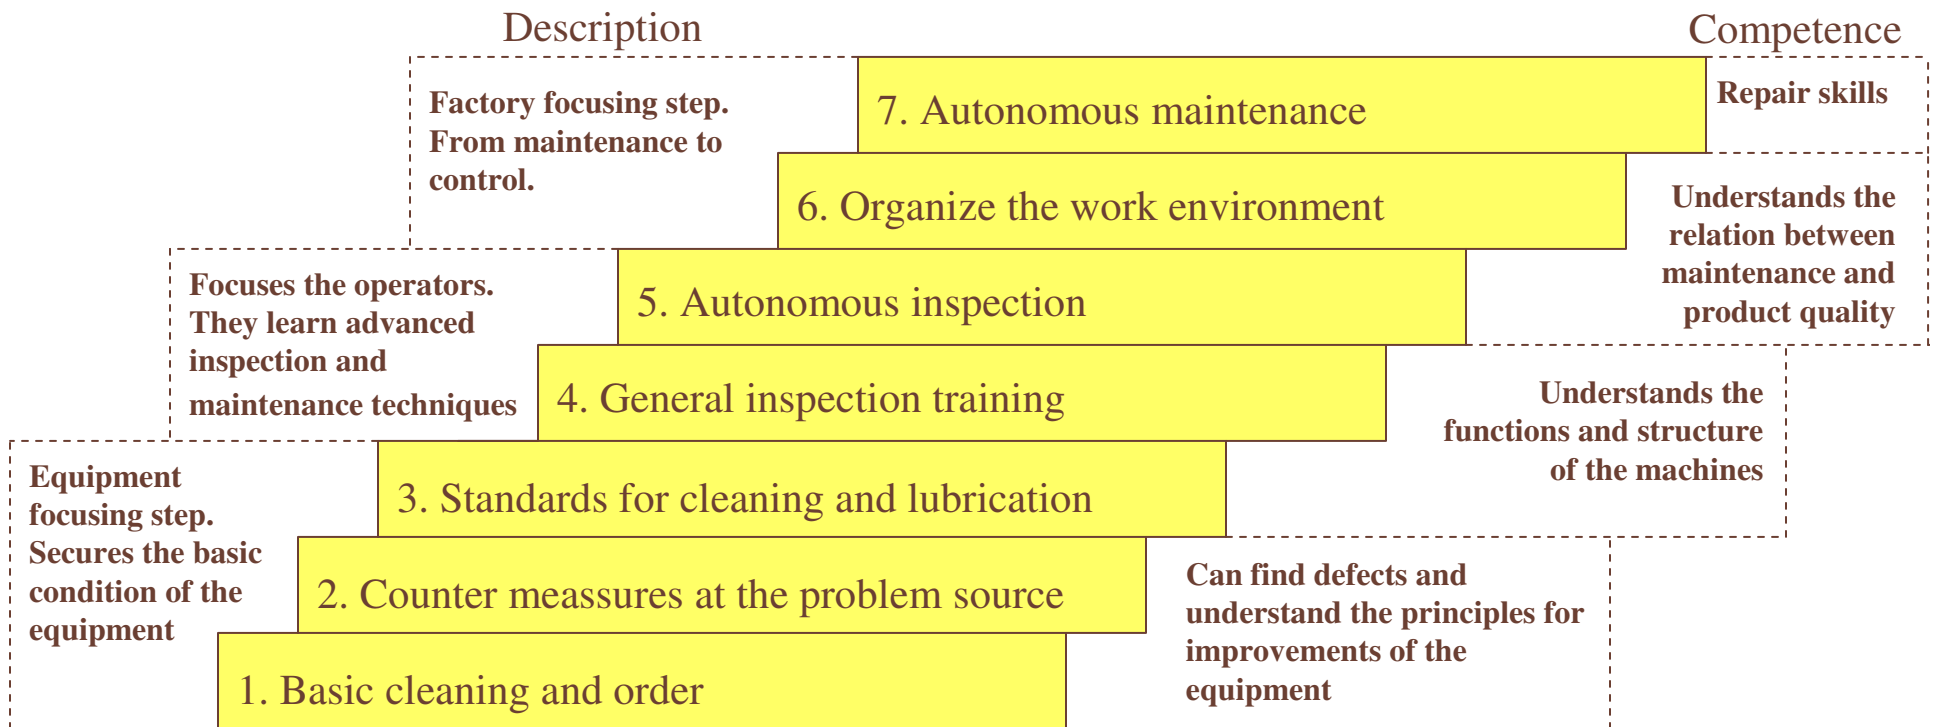 Description
Competence
Factory focusing step.
From maintenance to
control.
7. Autonomous maintenance
Repair skills
6. Organize the work environment
Understands the
relation between
maintenance and
product quality
Focuses the operators.
They learn advanced
inspection and
maintenance techniques
5. Autonomous inspection
4. General inspection training
Understands the
functions and structure
of the machines
Equipment
focusing step.
Secures the basic
condition of the
equipment
3. Standards for cleaning and lubrication
2. Counter meassures at the problem source
Can find defects and
understand the principles for
improvements of the
equipment
1. Basic cleaning and order